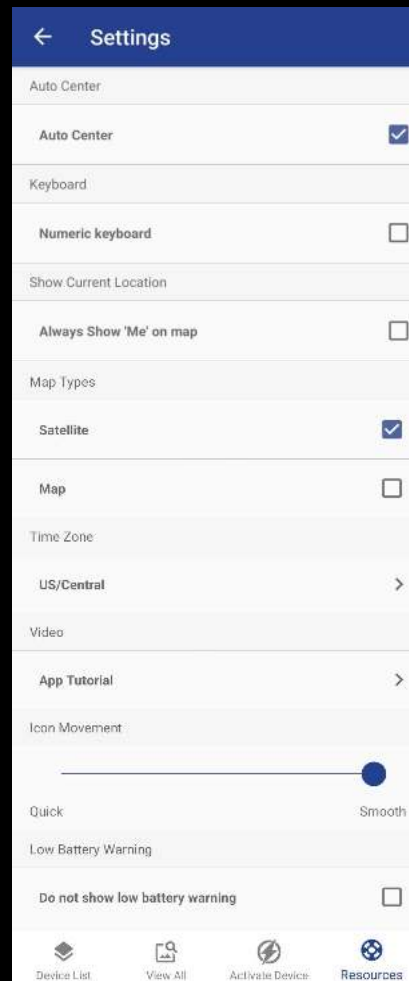 Settings
Auto Center
Auto Center
Keyboard
Numeric keyboard
Show Current Location
Always Show 'Me' on map
Map Types
Satellite
Map
Time Zone
US/Central
Video
App Tutorial
Icon Movement
Quick Smooth
Low Battery Warning
Do not show low battery warning
Device List View All Activate Device Resources